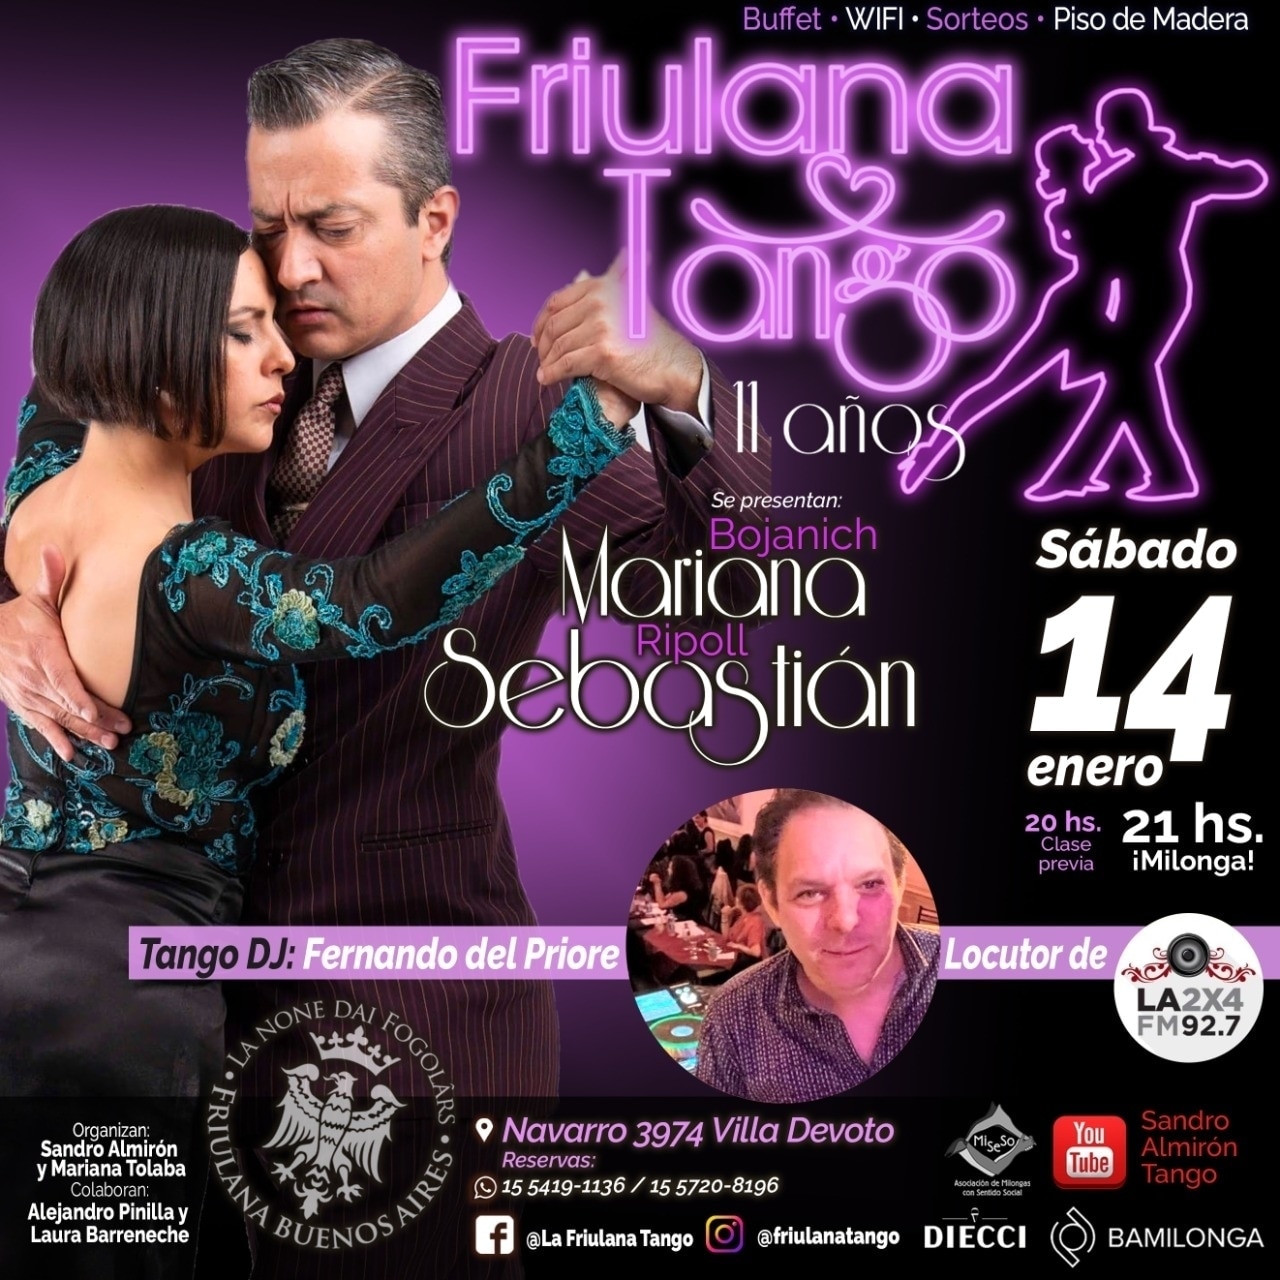 Buffet • WIFI • Sorteos • Piso de Madera
Friulana
Tango
11 años
Se presentan:
Bojanich
Mariana
Ripoll
Sebastián
Sábado
14
enero
20 hs.
Clase
previa
21 hs.
¡Milonga!
Tango DJ: Fernando del Priore
Locutor de
LA2X4
FM92.7
• LA NONE DAI FOGOLÂRS •
FRIULANA BUENOS AIRES
Organizan:
Sandro Almirón
y Mariana Tolaba
Colaboran:
Alejandro Pinilla y
Laura Barreneche
Navarro 3974 Villa Devoto
Reservas:
15 5419-1136 / 15 5720-8196
@La Friulana Tango
@friulanatango
MiSeSo
Asociación de Milongas
con Sentido Social
You
Tube
Sandro
Almirón
Tango
DIECCI
BAMILONGA